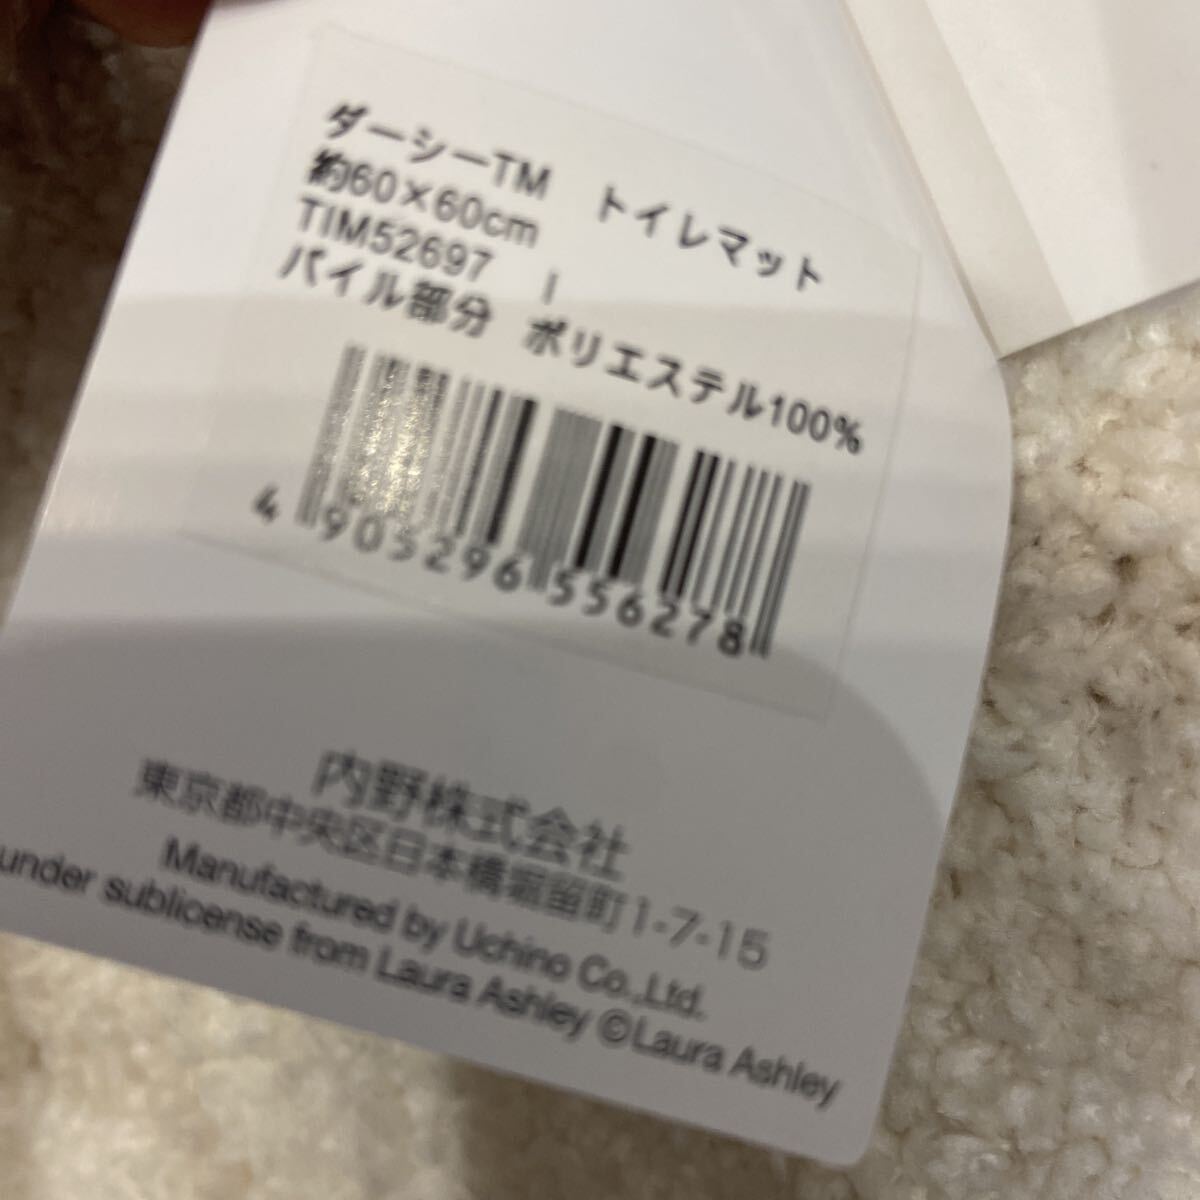 ダーシーTM トイレマット
約60×60cm
TIM52697 I
パイル部分 ポリエステル100%
4 905296 556278
内野株式会社
東京都中央区日本橋堀留町1-7-15
Manufactured by Uchino Co.,Ltd.
under sublicense from Laura Ashley ©Laura Ashley